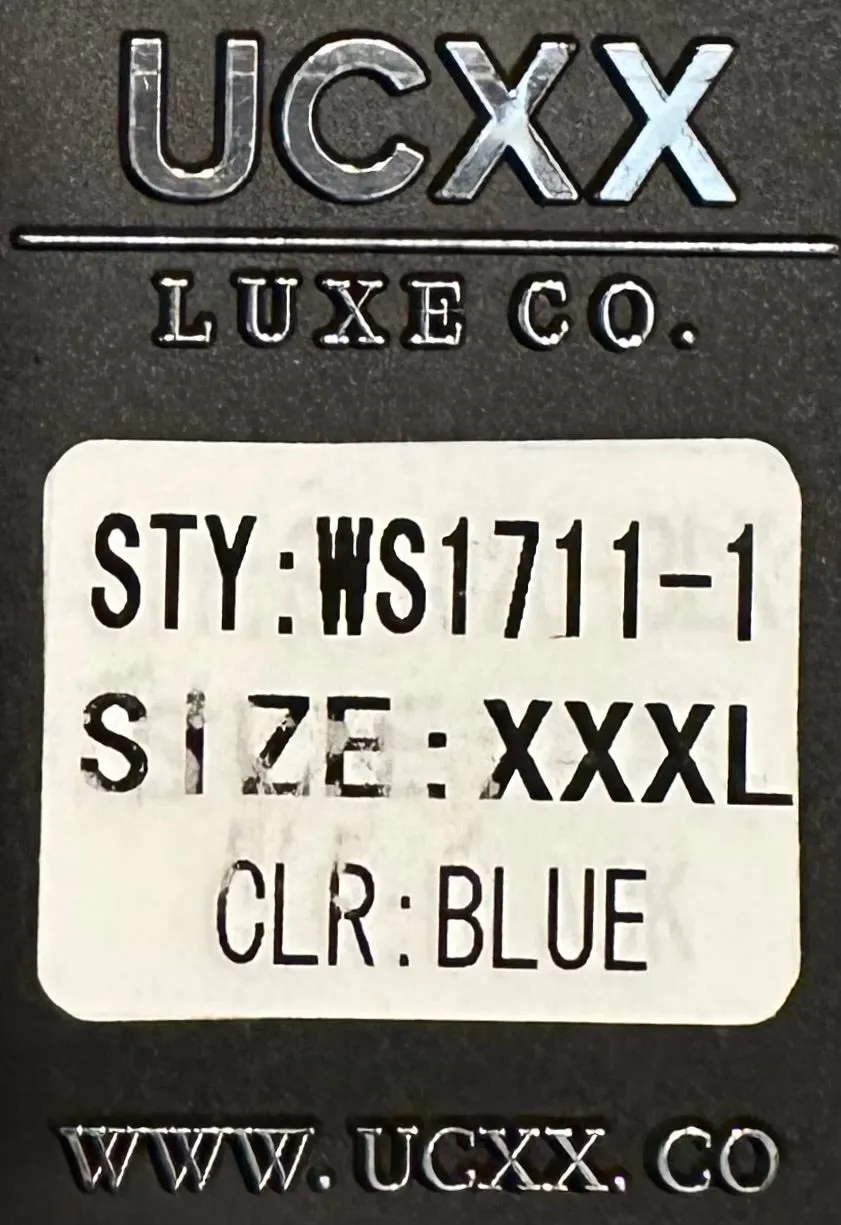 UCXX
LUXE CO.
STY:WS1711-1
SIZE:XXXL
CLR:BLUE
WWW.UCXX.CO